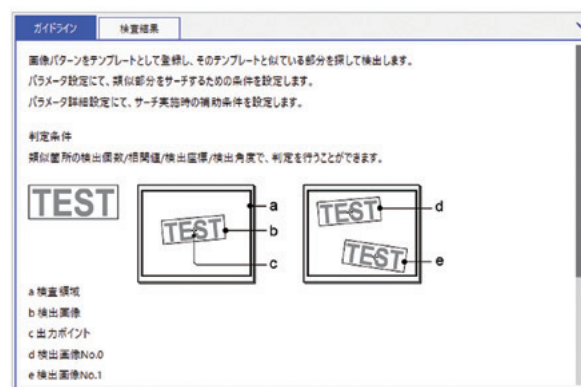 ガイドライン
検査結果
画像パターンをテンプレートとして登録し、そのテンプレートと似ている部分を探して検出します。
パラメータ設定にて、類似部分をサーチするための条件を設定します。
パラメータ詳細設定にて、サーチ実施時の補助条件を設定します。
判定条件
類似箇所の検出個数/相関値/検出座標/検出角度で、判定を行うことができます。
TEST
TEST
a
b
c
TEST
d
TEST
e
a 検査領域
b 検出画像
c 出力ポイント
d 検出画像No.0
e 検出画像No.1